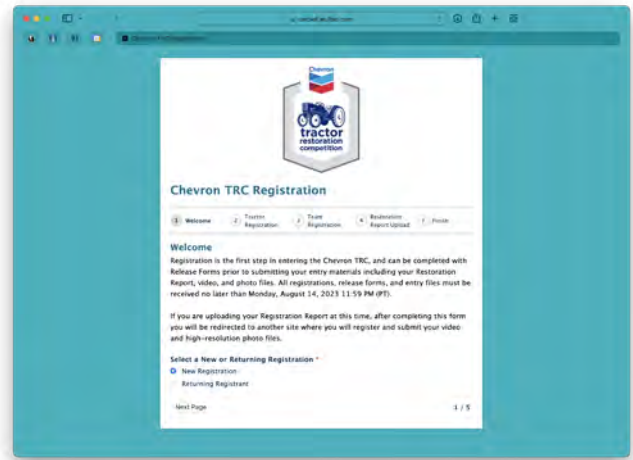 Chevron
tractor
restoration
competition
Chevron TRC Registration
1 Welcome
2 Tractor Registration
3 Team Registration
4 Restoration Report Upload
Finish
Welcome
Registration is the first step in entering the Chevron TRC, and can be completed with
Release Forms prior to submitting your entry materials including your Restoration
Report, video, and photo files. All registrations, release forms, and entry files must be
received no later than Monday, August 14, 2023 11:59 PM (PT).
If you are uploading your Registration Report at this time, after completing this form
you will be redirected to another site where you will register and submit your video
and high-resolution photo files.
Select a New or Returning Registration *
New Registration
Returning Registrant
Next Page
1 / 5